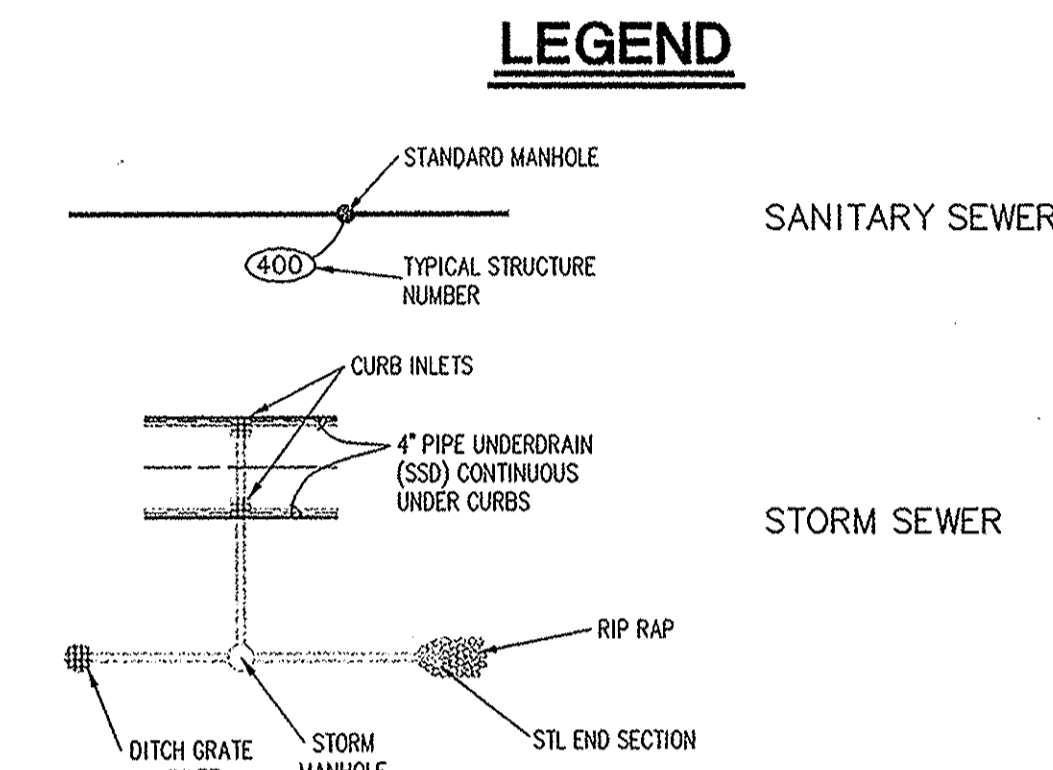 LEGEND
STANDARD MANHOLE
SANITARY SEWER
400
TYPICAL STRUCTURE
NUMBER
CURB INLETS
4" PIPE UNDERDRAIN
(SSD) CONTINUOUS
UNDER CURBS
STORM SEWER
RIP RAP
STL END SECTION
DITCH GRATE
STORM
MANHOLE